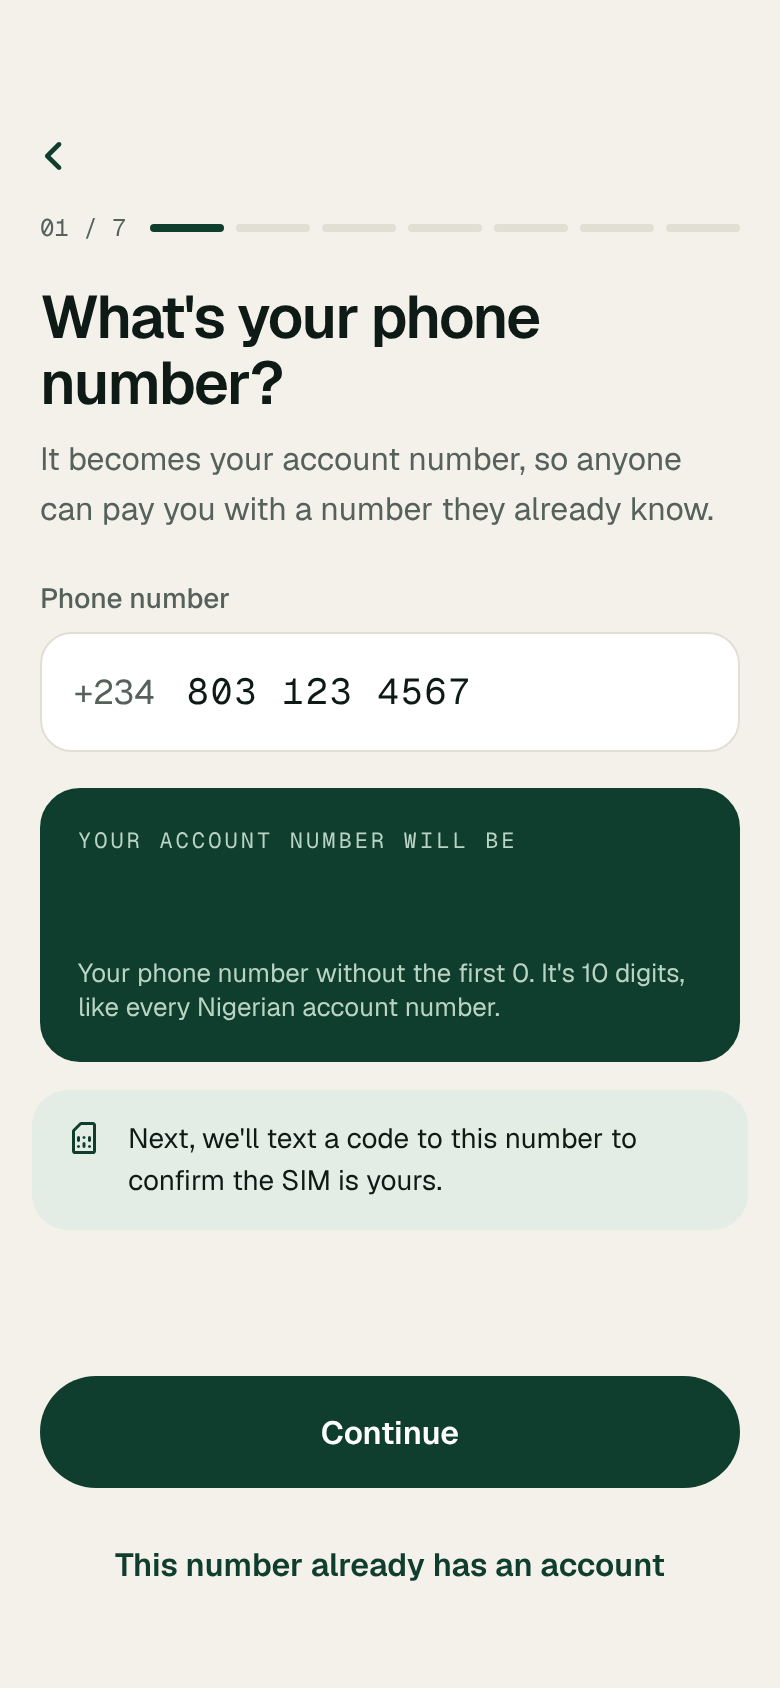 01 / 7
What's your phone
number?
It becomes your account number, so anyone
can pay you with a number they already know.
Phone number
+234 803 123 4567
YOUR ACCOUNT NUMBER WILL BE
Your phone number without the first 0. It's 10 digits,
like every Nigerian account number.
Next, we'll text a code to this number to
confirm the SIM is yours.
Continue
This number already has an account